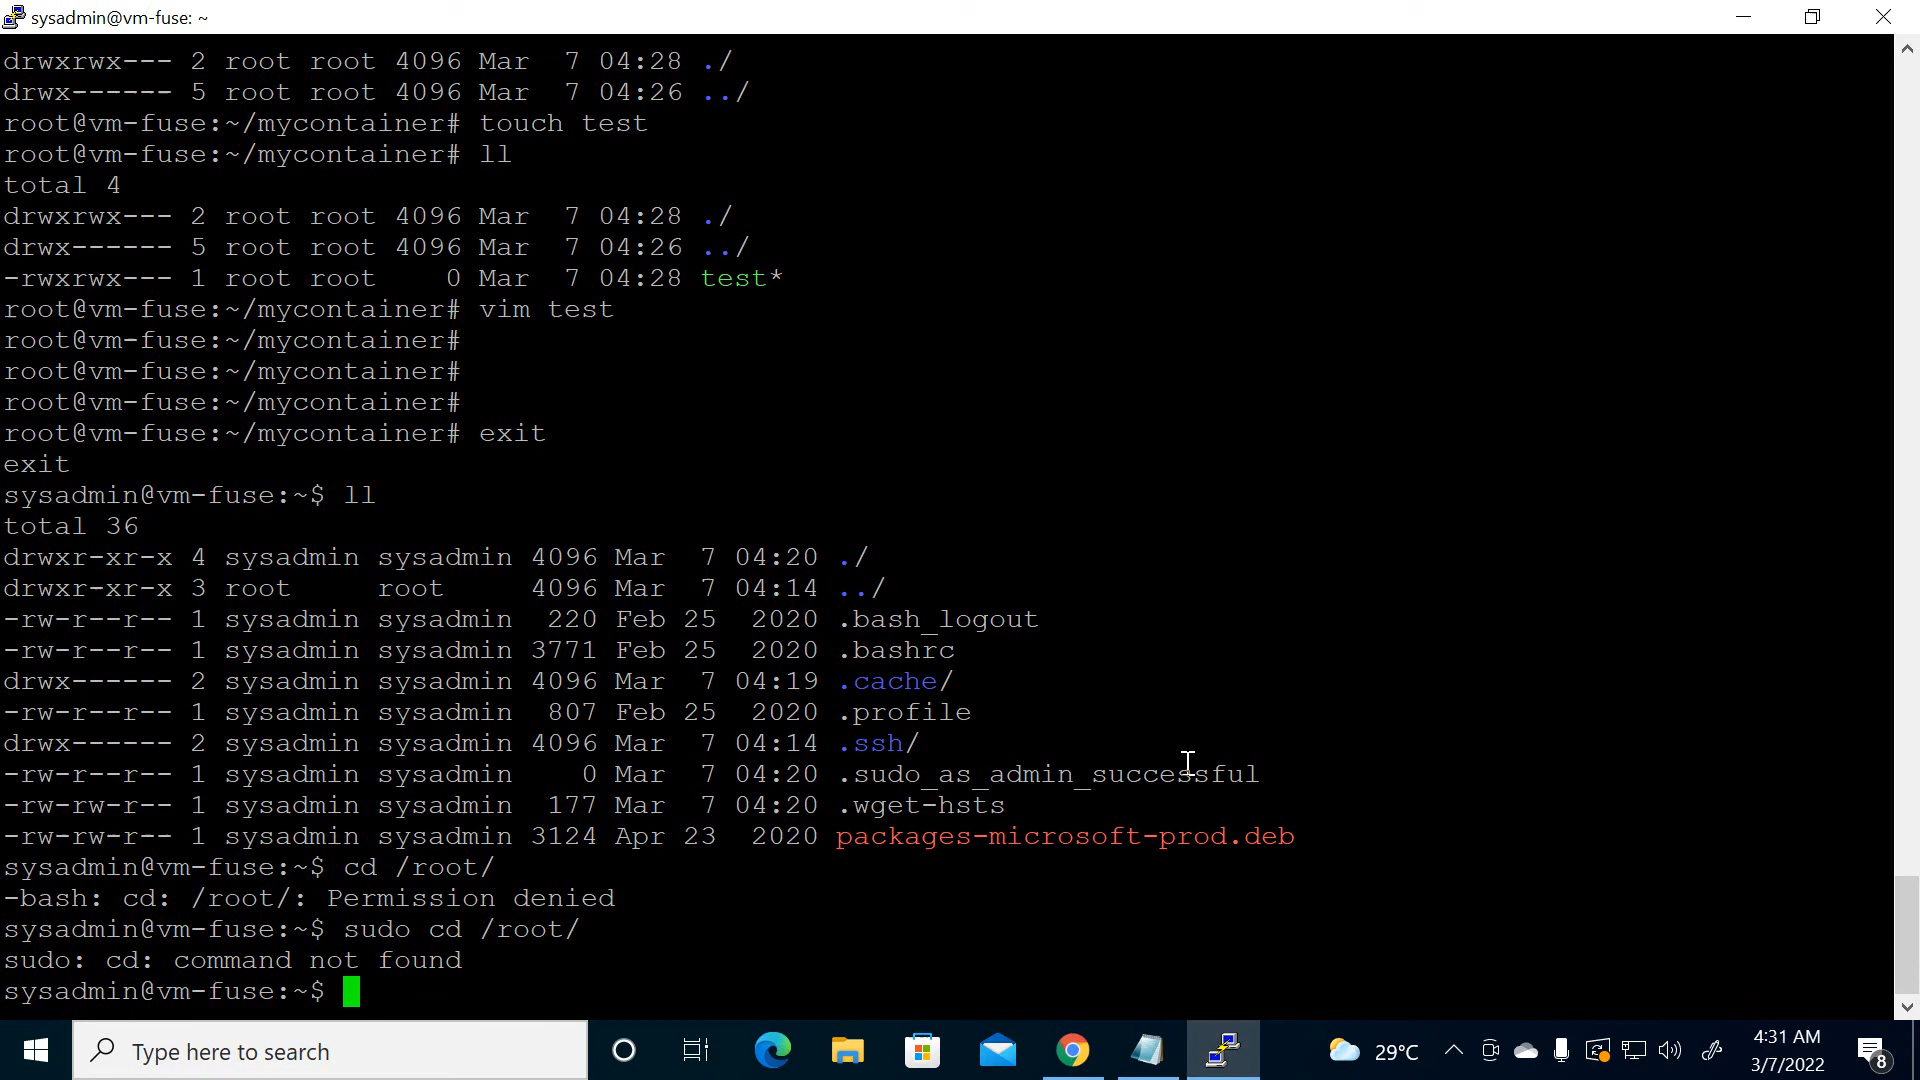 sysadmin@vm-fuse: ~
drwxrwx--- 2 root root 4096 Mar  7 04:28 ./
drwx------ 5 root root 4096 Mar  7 04:26 ../
root@vm-fuse:~/mycontainer# touch test
root@vm-fuse:~/mycontainer# ll
total 4
drwxrwx--- 2 root root 4096 Mar  7 04:28 ./
drwx------ 5 root root 4096 Mar  7 04:26 ../
-rwxrwx--- 1 root root    0 Mar  7 04:28 test*
root@vm-fuse:~/mycontainer# vim test
root@vm-fuse:~/mycontainer#
root@vm-fuse:~/mycontainer#
root@vm-fuse:~/mycontainer#
root@vm-fuse:~/mycontainer# exit
exit
sysadmin@vm-fuse:~$ ll
total 36
drwxr-xr-x 4 sysadmin sysadmin 4096 Mar  7 04:20 ./
drwxr-xr-x 3 root     root     4096 Mar  7 04:14 ../
-rw-r--r-- 1 sysadmin sysadmin  220 Feb 25  2020 .bash_logout
-rw-r--r-- 1 sysadmin sysadmin 3771 Feb 25  2020 .bashrc
drwx------ 2 sysadmin sysadmin 4096 Mar  7 04:19 .cache/
-rw-r--r-- 1 sysadmin sysadmin  807 Feb 25  2020 .profile
drwx------ 2 sysadmin sysadmin 4096 Mar  7 04:14 .ssh/
-rw-r--r-- 1 sysadmin sysadmin    0 Mar  7 04:20 .sudo_as_admin_successful
-rw-rw-r-- 1 sysadmin sysadmin  177 Mar  7 04:20 .wget-hsts
-rw-rw-r-- 1 sysadmin sysadmin 3124 Apr 23  2020 packages-microsoft-prod.deb
sysadmin@vm-fuse:~$ cd /root/
-bash: cd: /root/: Permission denied
sysadmin@vm-fuse:~$ sudo cd /root/
sudo: cd: command not found
sysadmin@vm-fuse:~$
Type here to search
29°C
4:31 AM
3/7/2022
8